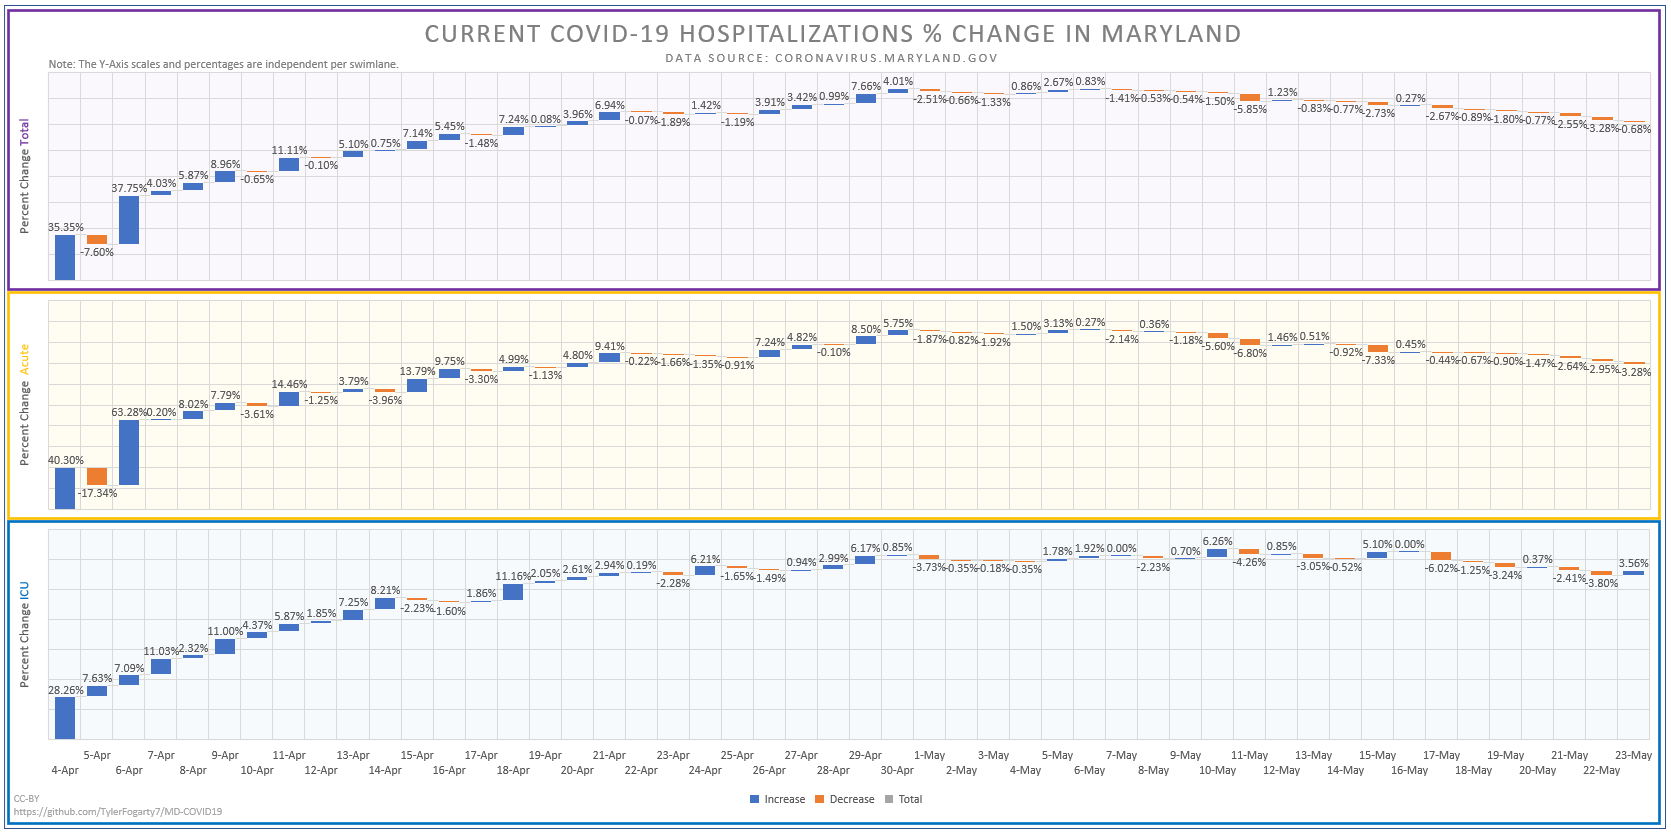 CURRENT COVID-19 HOSPITALIZATIONS % CHANGE IN MARYLAND
DATA SOURCE: CORONAVIRUS.MARYLAND.GOV
Note: The Y-Axis scales and percentages are independent per swimlane.
Percent Change Total
35.35% -7.60% 37.75% 4.03% 5.87% 8.96% -0.65% 11.11% -0.10% 5.10% 0.75% 7.14% 5.45% -1.48% 7.24% 0.08% 3.96% 6.94% -0.07% -1.89% 1.42% -1.19% 3.91% 3.42% 0.99% 7.66% 4.01% -2.51% -0.66% -1.33% 0.86% 2.67% 0.83% -1.41% -0.53% -0.54% -1.50% -5.85% 1.23% -0.83% -0.77% -2.73% 0.27% -2.67% -0.89% -1.80% -0.77% -2.55% -3.28% -0.68%
Percent Change Acute
40.30% -17.34% 63.28% 0.20% 8.02% 7.79% -3.61% 14.46% -1.25% 3.79% -3.96% 13.79% 9.75% -3.30% 4.99% -1.13% 4.80% 9.41% -0.22% -1.66% -1.35% -0.91% 7.24% 4.82% -0.10% 8.50% 5.75% -1.87% -0.82% -1.92% 1.50% 3.13% 0.27% -2.14% 0.36% -1.18% -5.60% -6.80% 1.46% 0.51% -0.92% -7.33% 0.45% -0.44% -0.67% -0.90% -1.47% -2.64% -2.95% -3.28%
Percent Change ICU
28.26% 7.63% 7.09% 11.03% 2.32% 11.00% 4.37% 5.87% 1.85% 7.25% 8.21% -2.23% -1.60% 1.86% 11.16% 2.05% 2.61% 2.94% 0.19% -2.28% 6.21% -1.65% -1.49% 0.94% 2.99% 6.17% 0.85% -3.73% -0.35% -0.18% -0.35% 1.78% 1.92% 0.00% -2.23% 0.70% 6.26% -4.26% 0.85% -3.05% -0.52% 5.10% 0.00% -6.02% -1.25% -3.24% 0.37% -2.41% -3.80% 3.56%
5-Apr 7-Apr 9-Apr 11-Apr 13-Apr 15-Apr 17-Apr 19-Apr 21-Apr 23-Apr 25-Apr 27-Apr 29-Apr 1-May 3-May 5-May 7-May 9-May 11-May 13-May 15-May 17-May 19-May 21-May 23-May
4-Apr 6-Apr 8-Apr 10-Apr 12-Apr 14-Apr 16-Apr 18-Apr 20-Apr 22-Apr 24-Apr 26-Apr 28-Apr 30-Apr 2-May 4-May 6-May 8-May 10-May 12-May 14-May 16-May 18-May 20-May 22-May
Increase Decrease Total
CC-BY
https://github.com/TylerFogarty7/MD-COVID19